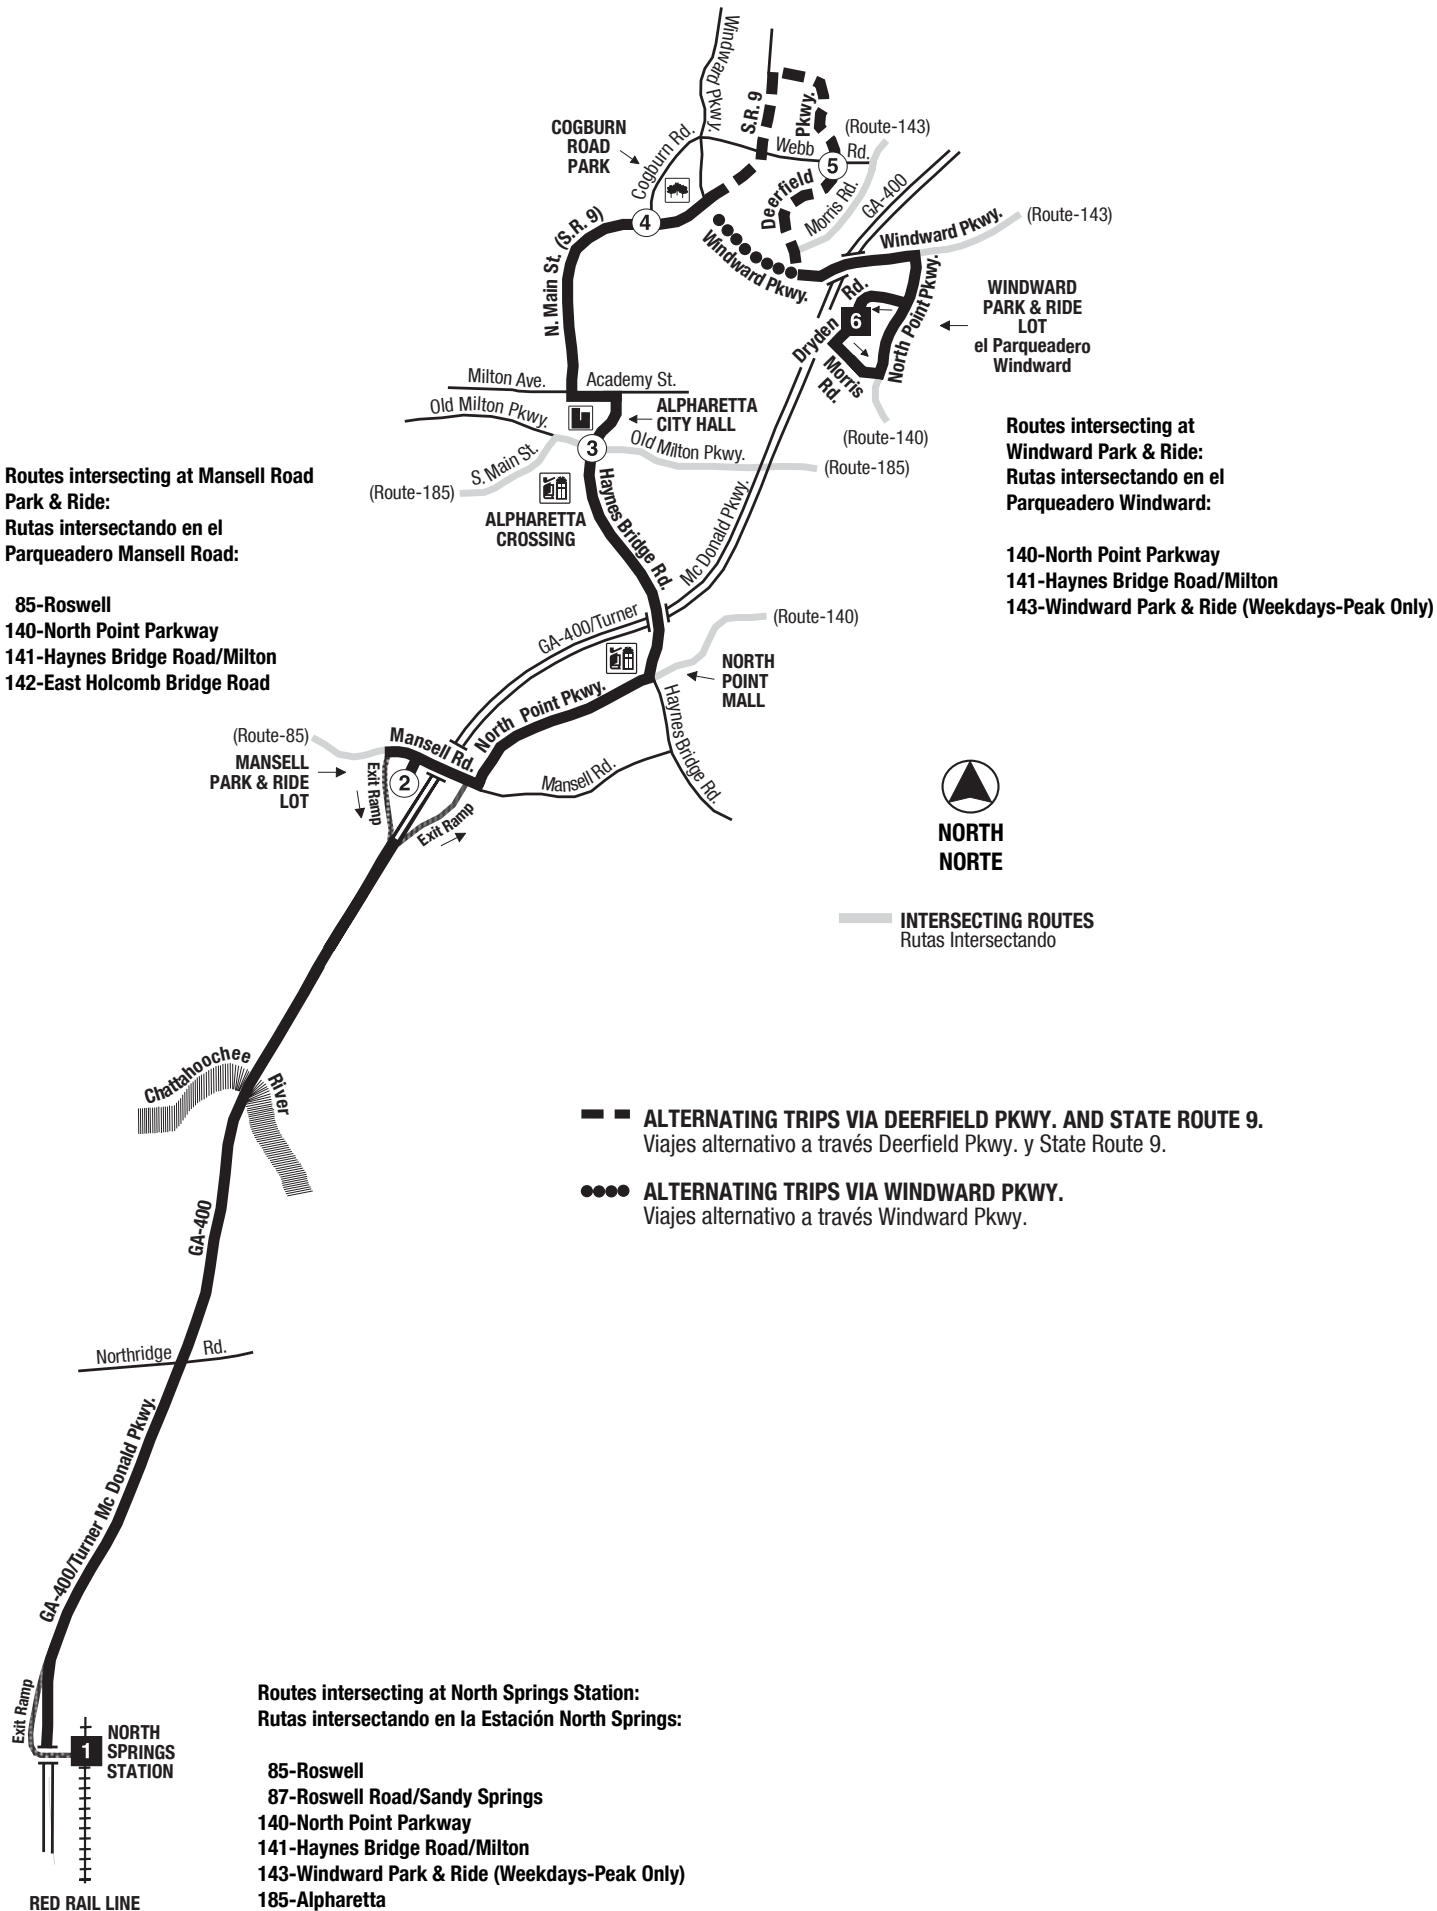 Windward Pkwy.
S.R. 9
Pkwy.
(Route-143)
COGBURN
ROAD
PARK
Cogburn Rd.
Webb Rd.
5
Deerfield
Morris Rd.
GA-400
4
(S.R. 9)
N. Main St.
Windward Pkwy.
Windward Pkwy.
(Route-143)
Dryden Rd.
6
North Point Pkwy.
Morris
Rd.
WINDWARD
PARK & RIDE
LOT
el Parqueadero
Windward
(Route-140)
Milton Ave.
Academy St.
Old Milton Pkwy.
ALPHARETTA
CITY HALL
3
Old Milton Pkwy.
(Route-185)
S. Main St.
(Route-185)
ALPHARETTA
CROSSING
Haynes Bridge Rd.
Mc Donald Pkwy.
GA-400/Turner
(Route-140)
NORTH
POINT
MALL
North Point Pkwy.
Haynes Bridge Rd.
Mansell Rd.
Mansell Rd.
(Route-85)
MANSELL
PARK & RIDE
LOT
2
Exit Ramp
Exit Ramp
Routes intersecting at Mansell Road
Park & Ride:
Rutas intersectando en el
Parqueadero Mansell Road:
85-Roswell
140-North Point Parkway
141-Haynes Bridge Road/Milton
142-East Holcomb Bridge Road
Routes intersecting at
Windward Park & Ride:
Rutas intersectando en el
Parqueadero Windward:
140-North Point Parkway
141-Haynes Bridge Road/Milton
143-Windward Park & Ride (Weekdays-Peak Only)
NORTH
NORTE
INTERSECTING ROUTES
Rutas Intersectando
Chattahoochee River
ALTERNATING TRIPS VIA DEERFIELD PKWY. AND STATE ROUTE 9.
Viajes alternativo a través Deerfield Pkwy. y State Route 9.
ALTERNATING TRIPS VIA WINDWARD PKWY.
Viajes alternativo a través Windward Pkwy.
GA-400
Northridge Rd.
GA-400/Turner Mc Donald Pkwy.
Exit Ramp
1
NORTH
SPRINGS
STATION
RED RAIL LINE
Routes intersecting at North Springs Station:
Rutas intersectando en la Estación North Springs:
85-Roswell
87-Roswell Road/Sandy Springs
140-North Point Parkway
141-Haynes Bridge Road/Milton
143-Windward Park & Ride (Weekdays-Peak Only)
185-Alpharetta